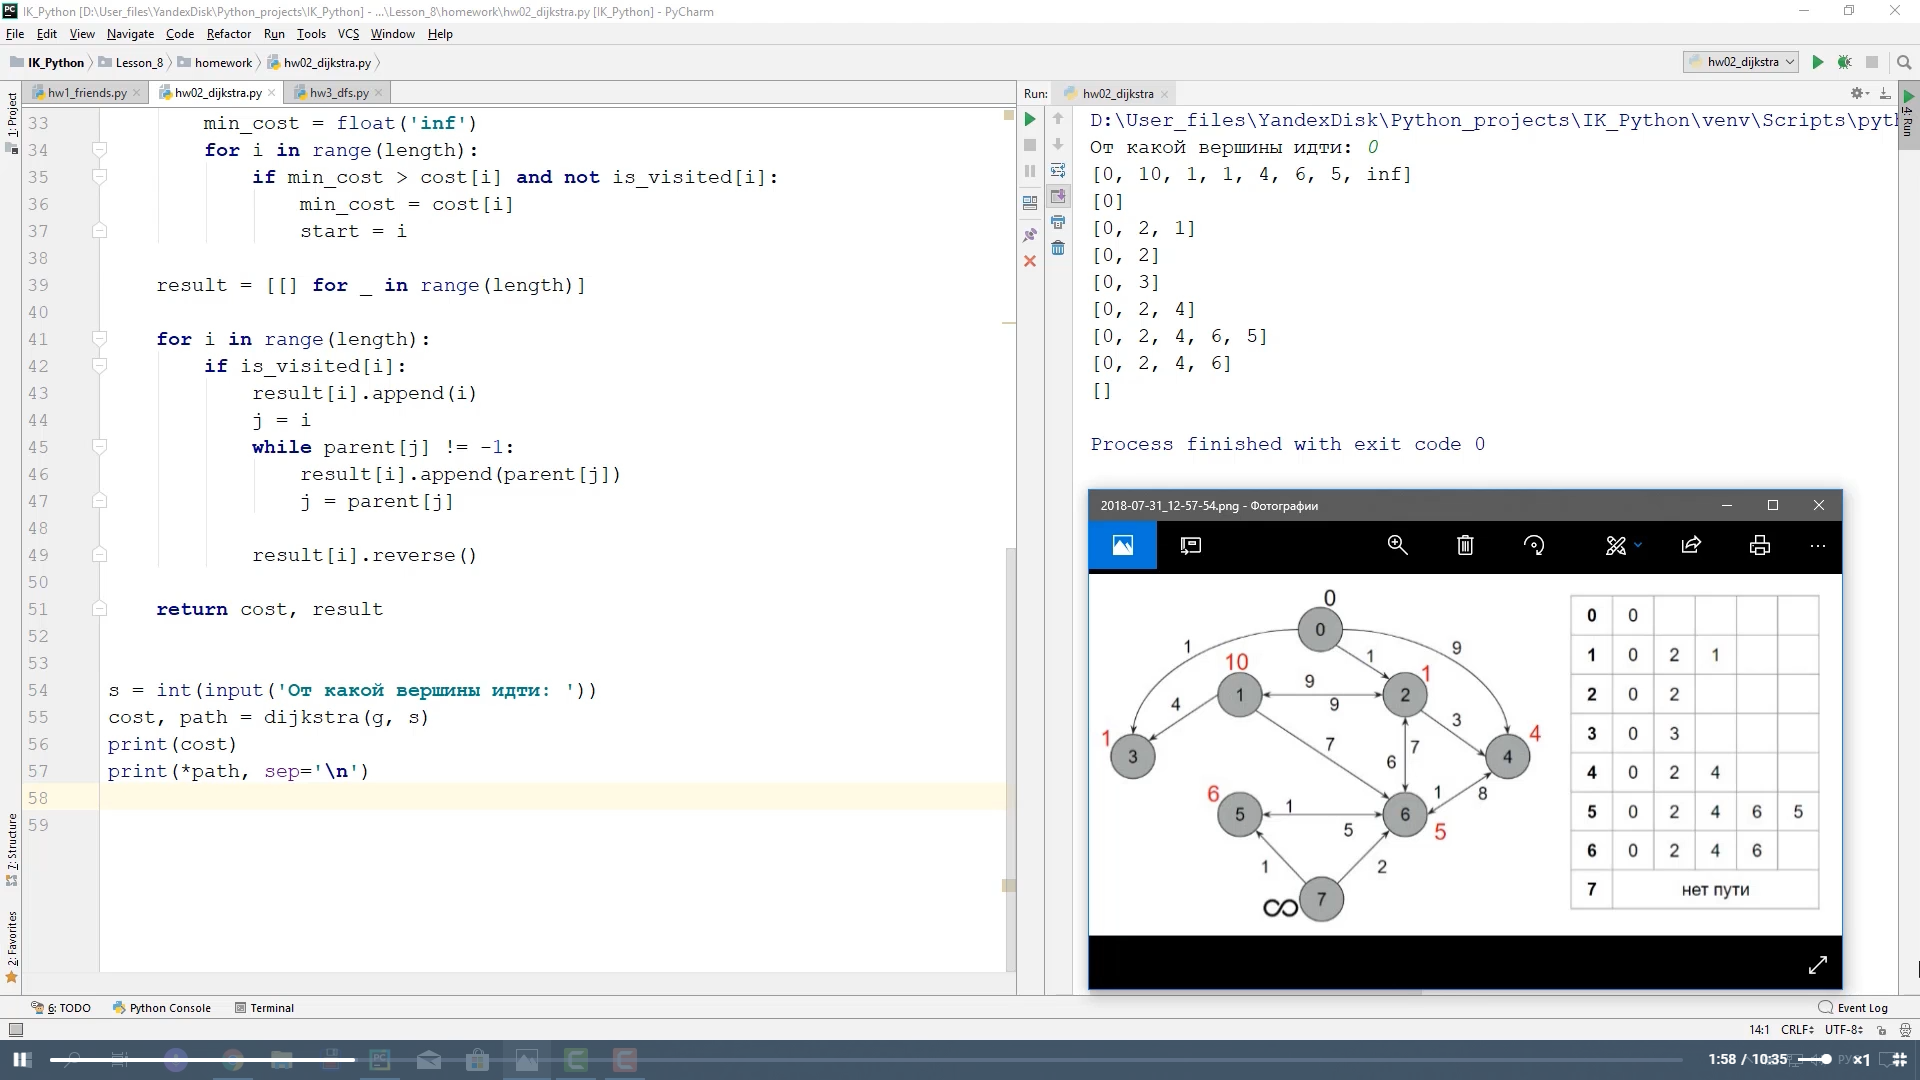 IK_Python [D:\User_files\YandexDisk\Python_projects\IK_Python] - ...\Lesson_8\homework\hw02_dijkstra.py [IK_Python] - PyCharm
File Edit View Navigate Code Refactor Run Tools VCS Window Help
IK_Python Lesson_8 homework hw02_dijkstra.py
hw02_dijkstra
hw1_friends.py hw02_dijkstra.py hw3_dfs.py
1: Project
7: Structure
2: Favorites
33 min_cost = float('inf')
34 for i in range(length):
35 if min_cost > cost[i] and not is_visited[i]:
36 min_cost = cost[i]
37 start = i
38
39 result = [[] for _ in range(length)]
40
41 for i in range(length):
42 if is_visited[i]:
43 result[i].append(i)
44 j = i
45 while parent[j] != -1:
46 result[i].append(parent[j])
47 j = parent[j]
48
49 result[i].reverse()
50
51 return cost, result
52
53
54 s = int(input('От какой вершины идти: '))
55 cost, path = dijkstra(g, s)
56 print(cost)
57 print(*path, sep='\n')
58
59
Run: hw02_dijkstra
4: Run
D:\User_files\YandexDisk\Python_projects\IK_Python\venv\Scripts\pyth
От какой вершины идти: 0
[0, 10, 1, 1, 4, 6, 5, inf]
[0]
[0, 2, 1]
[0, 2]
[0, 3]
[0, 2, 4]
[0, 2, 4, 6, 5]
[0, 2, 4, 6]
[]
Process finished with exit code 0
2018-07-31_12-57-54.png - Фотографии
0
0
1 1 9
10 1
1 9 2
4 9 3
1 4
3 7 7 4
6
6 1 8
5 1 6
5 5
1 2
∞ 7
0 0
1 0 2 1
2 0 2
3 0 3
4 0 2 4
5 0 2 4 6 5
6 0 2 4 6
7 нет пути
6: TODO Python Console Terminal Event Log
14:1 CRLF UTF-8
1:58 / 10:35 ×1